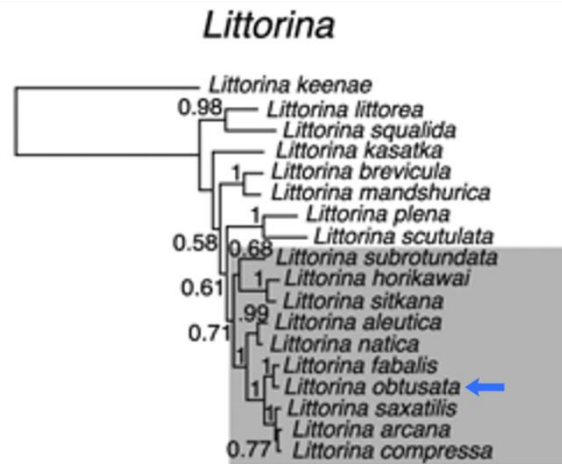 Littorina
Littorina keenae
0.98
Littorina littorea
Littorina squalida
Littorina kasatka
1
Littorina brevicula
Littorina mandshurica
1
Littorina plena
Littorina scutulata
0.58
0.68
Littorina subrotundata
Littorina horikawai
1
0.61
Littorina sitkana
.99
Littorina aleutica
0.71
Littorina natica
1
Littorina fabalis
1
Littorina obtusata
1
Littorina saxatilis
1
Littorina arcana
0.77
Littorina compressa